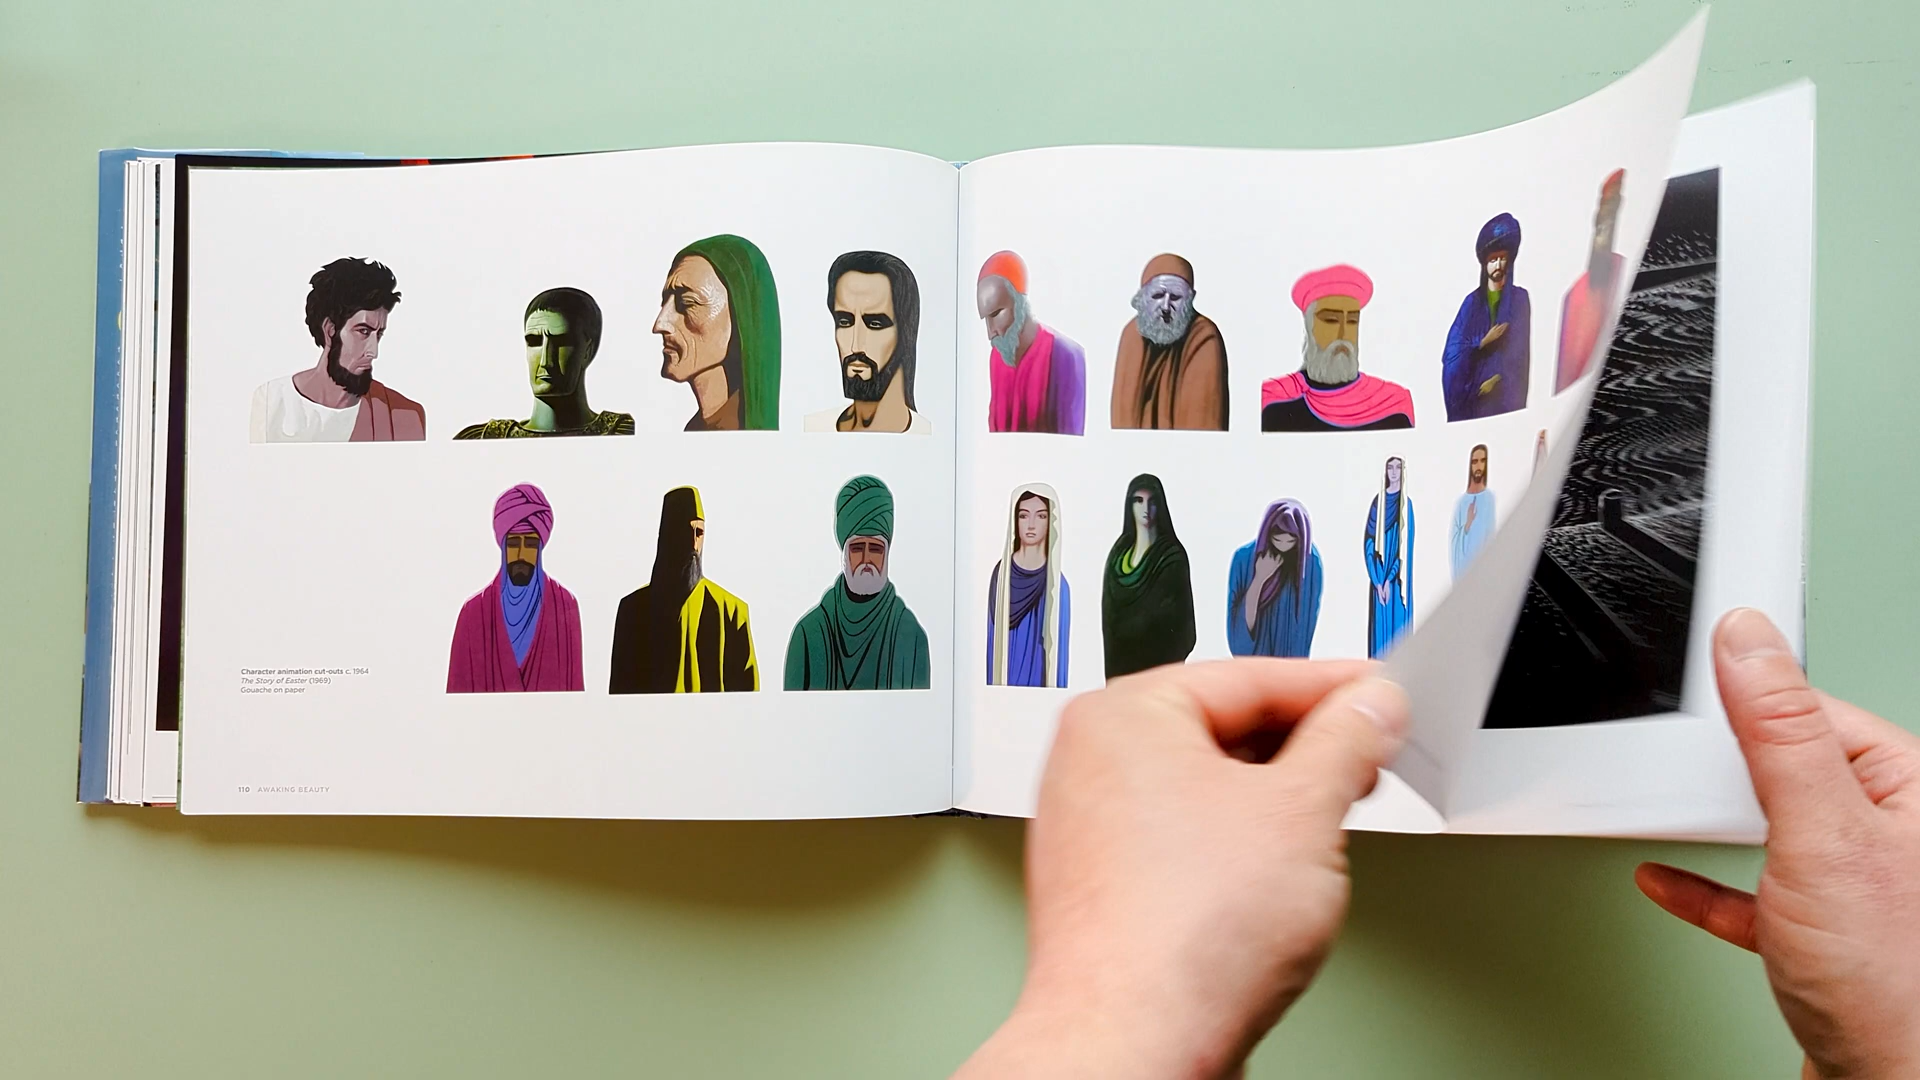 Character animation cut-outs c. 1964
The Story of Easter (1969)
Gouache on paper
110 AWAKING BEAUTY